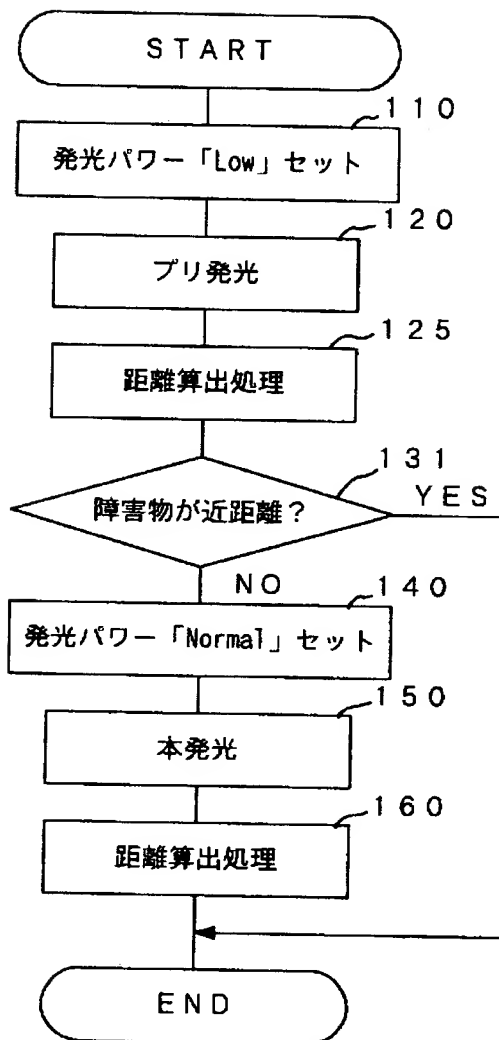 START
110
発光パワー「Low」セット
120
プリ発光
125
距離算出処理
131
障害物が近距離？
YES
NO
140
発光パワー「Normal」セット
150
本発光
160
距離算出処理
END